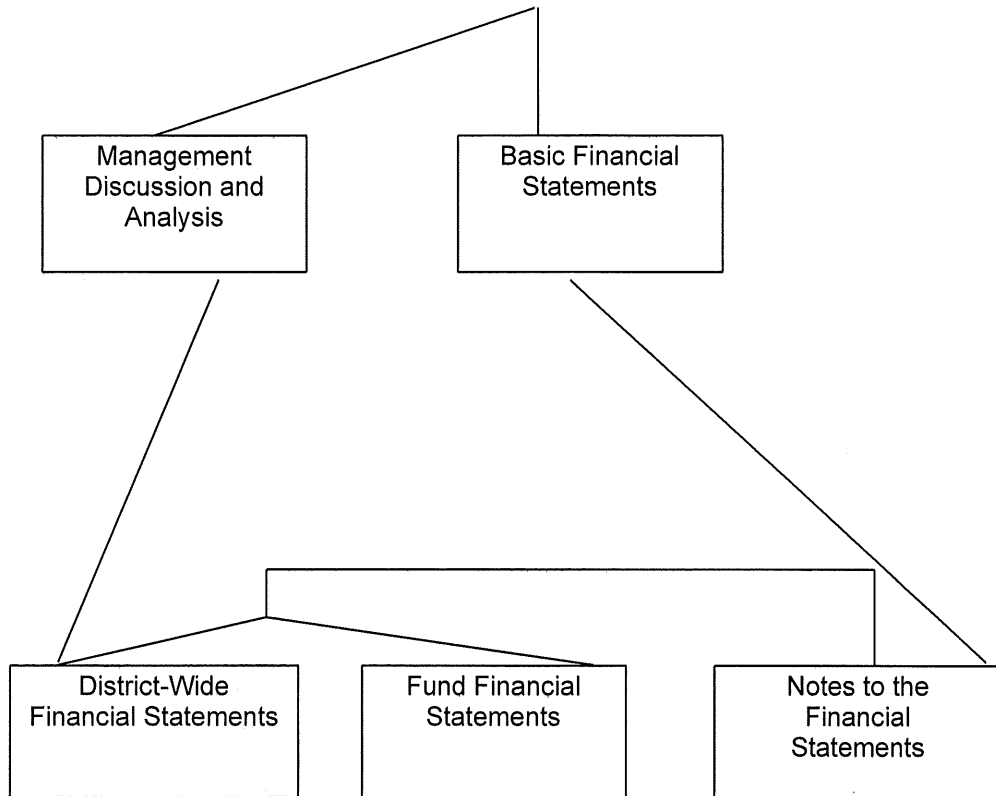 Management
Discussion and
Analysis
Basic Financial
Statements
District-Wide
Financial Statements
Fund Financial
Statements
Notes to the
Financial
Statements